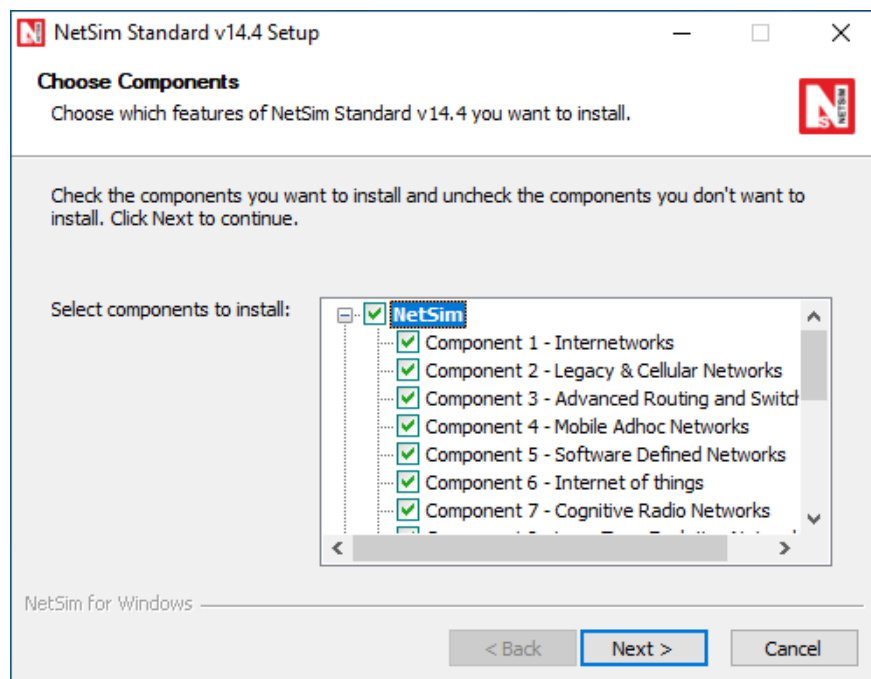 NetSim Standard v14.4 Setup
Choose Components
Choose which features of NetSim Standard v14.4 you want to install.
NETSIM
Check the components you want to install and uncheck the components you don't want to
install. Click Next to continue.
Select components to install:
NetSim
Component 1 - Internetworks
Component 2 - Legacy & Cellular Networks
Component 3 - Advanced Routing and Switch
Component 4 - Mobile Adhoc Networks
Component 5 - Software Defined Networks
Component 6 - Internet of things
Component 7 - Cognitive Radio Networks
NetSim for Windows
< Back
Next >
Cancel